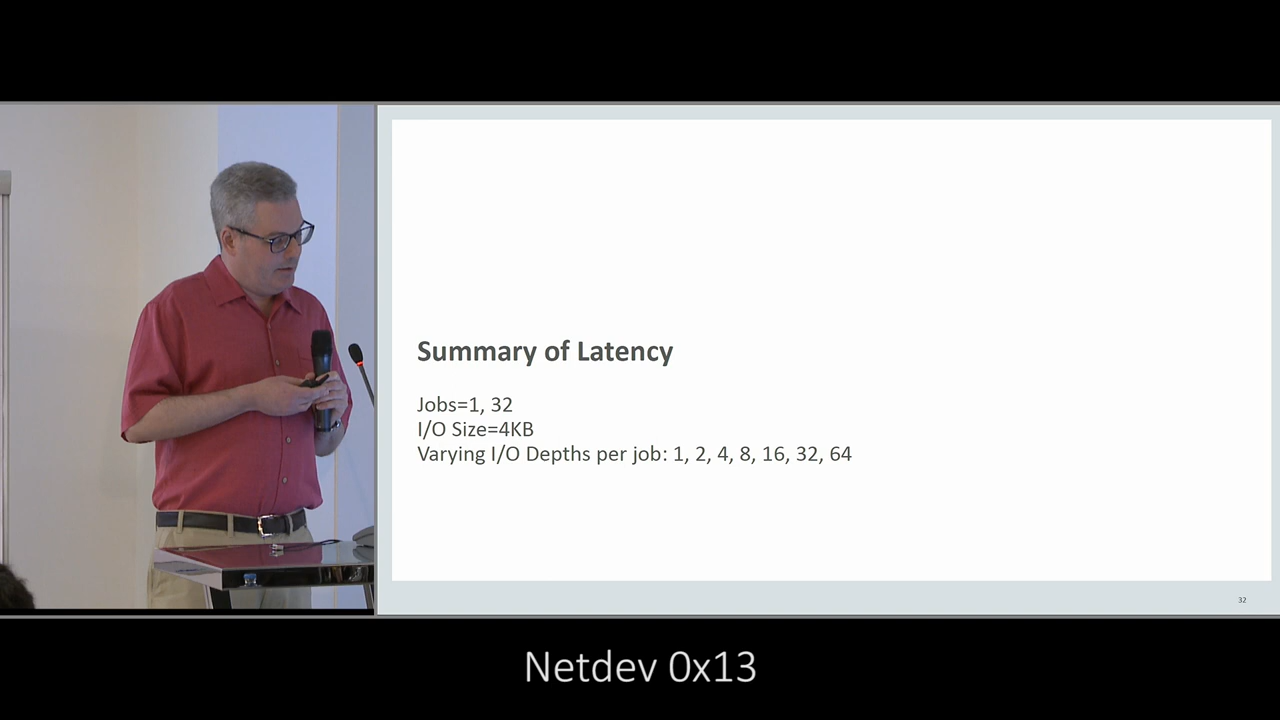 Summary of Latency
Jobs=1, 32
I/O Size=4KB
Varying I/O Depths per job: 1, 2, 4, 8, 16, 32, 64
32
Netdev 0x13